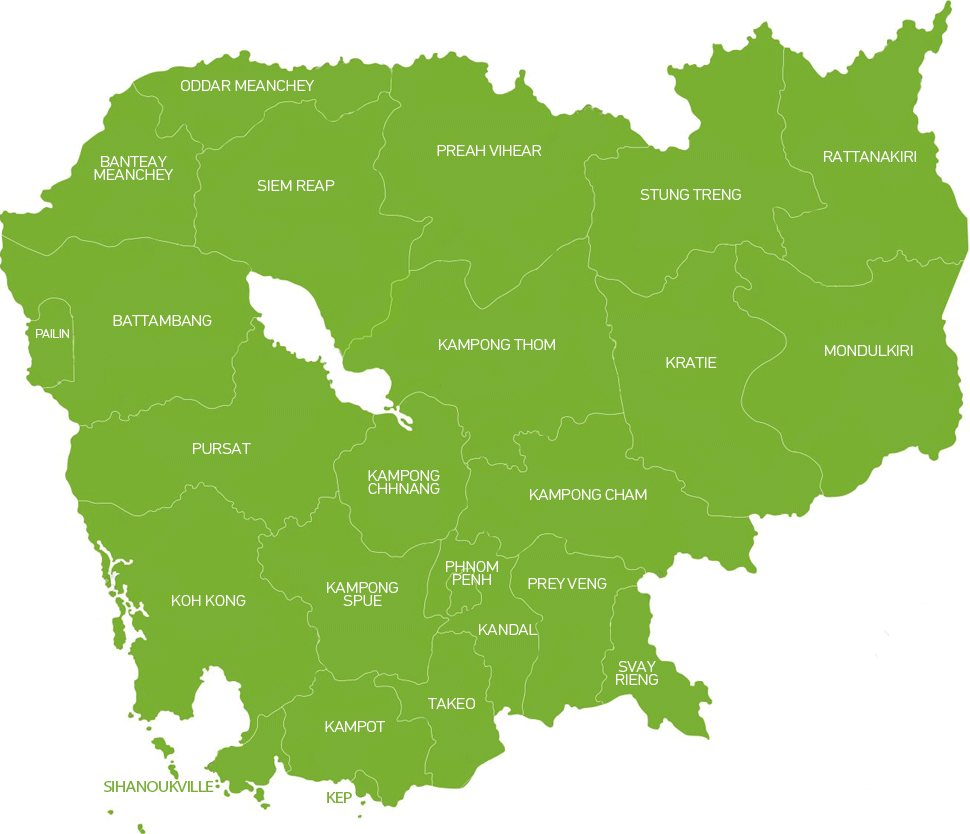 ODDAR MEANCHEY
PREAH VIHEAR
BANTEAY
MEANCHEY
SIEM REAP
STUNG TRENG
RATTANAKIRI
PAILIN
BATTAMBANG
KAMPONG THOM
KRATIE
MONDULKIRI
PURSAT
KAMPONG
CHHNANG
KAMPONG CHAM
KOH KONG
KAMPONG
SPUE
PHNOM
PENH
PREY VENG
KANDAL
SVAY
RIENG
TAKEO
KAMPOT
SIHANOUKVILLE
KEP